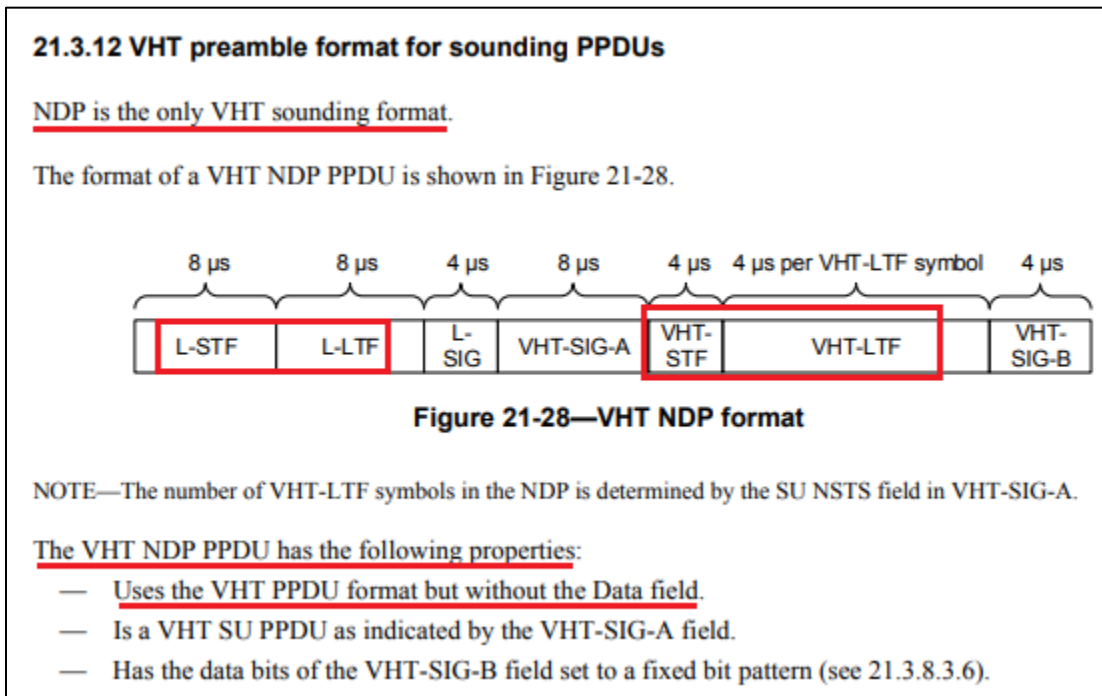 21.3.12 VHT preamble format for sounding PPDUs
NDP is the only VHT sounding format.
The format of a VHT NDP PPDU is shown in Figure 21-28.
8 µs 8 µs 4 µs 8 µs 4 µs 4 µs per VHT-LTF symbol 4 µs
L-STF L-LTF L-SIG VHT-SIG-A VHT-STF VHT-LTF VHT-SIG-B
Figure 21-28—VHT NDP format
NOTE—The number of VHT-LTF symbols in the NDP is determined by the SU NSTS field in VHT-SIG-A.
The VHT NDP PPDU has the following properties:
— Uses the VHT PPDU format but without the Data field.
— Is a VHT SU PPDU as indicated by the VHT-SIG-A field.
— Has the data bits of the VHT-SIG-B field set to a fixed bit pattern (see 21.3.8.3.6).